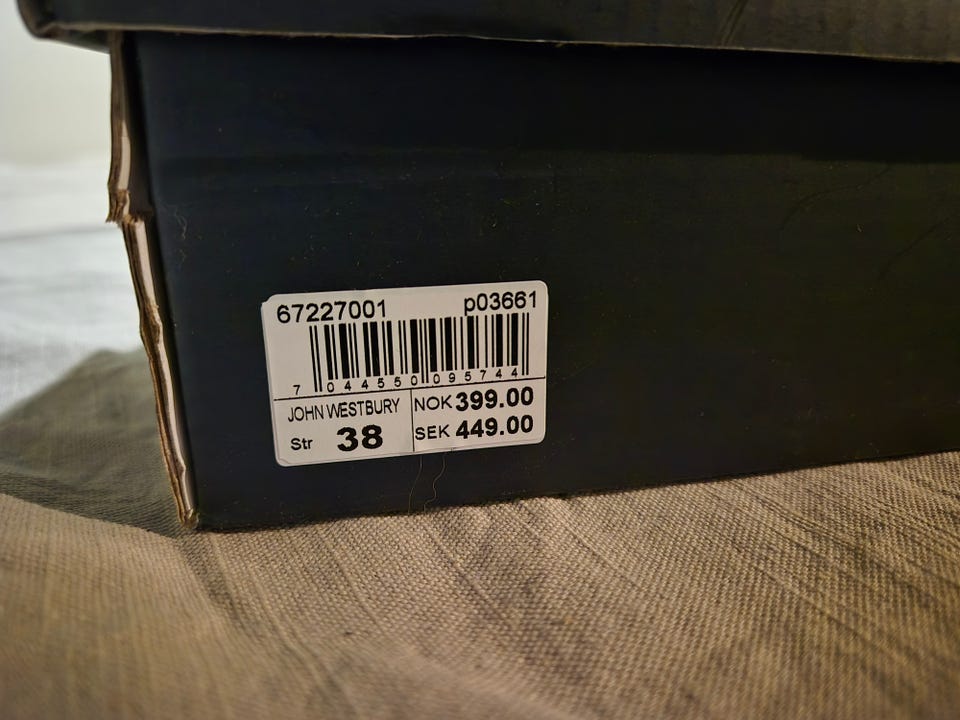 67227001 p03661
7 044550 095744
JOHN WESTBURY NOK 399.00
Str 38 SEK 449.00